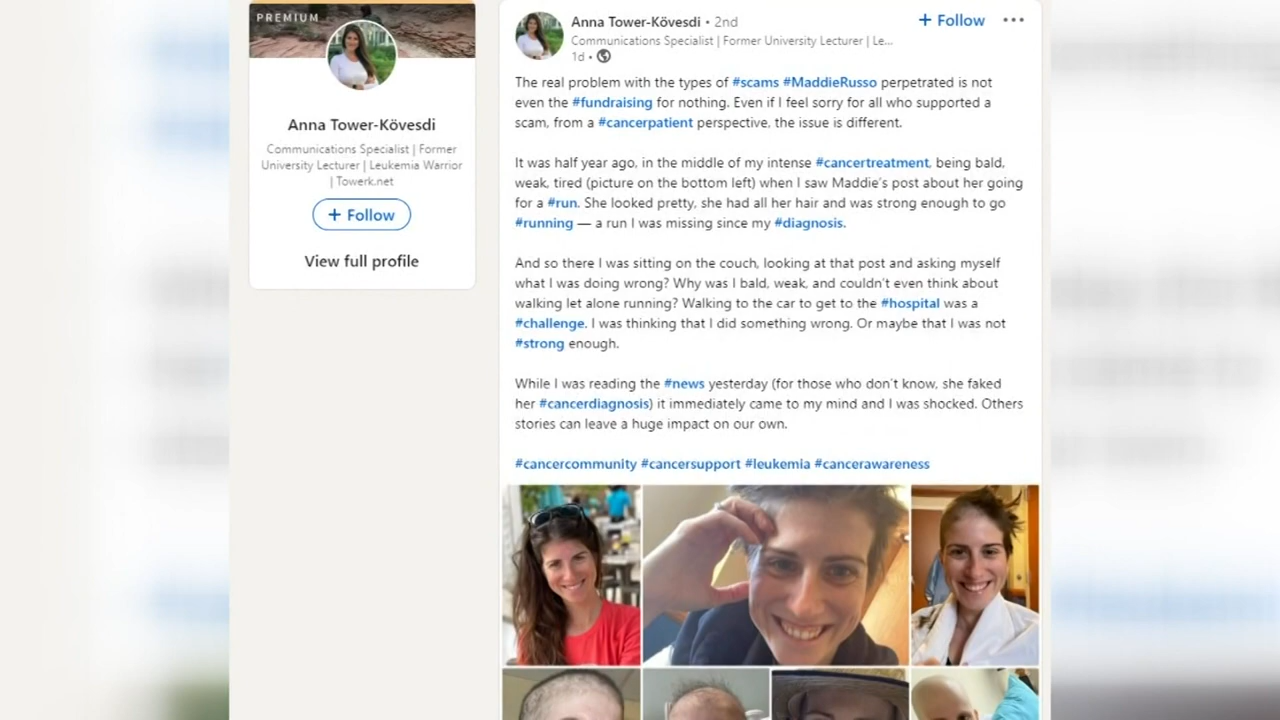 PREMIUM
Anna Tower-Kövesdi
Communications Specialist | Former
University Lecturer | Leukemia Warrior
| Towerk.net
+ Follow
View full profile
Anna Tower-Kövesdi • 2nd
Communications Specialist | Former University Lecturer | Le...
1d •
+ Follow
The real problem with the types of #scams #MaddieRusso perpetrated is not
even the #fundraising for nothing. Even if I feel sorry for all who supported a
scam, from a #cancerpatient perspective, the issue is different.
It was half year ago, in the middle of my intense #cancertreatment, being bald,
weak, tired (picture on the bottom left) when I saw Maddie's post about her going
for a #run. She looked pretty, she had all her hair and was strong enough to go
#running — a run I was missing since my #diagnosis.
And so there I was sitting on the couch, looking at that post and asking myself
what I was doing wrong? Why was I bald, weak, and couldn't even think about
walking let alone running? Walking to the car to get to the #hospital was a
#challenge. I was thinking that I did something wrong. Or maybe that I was not
#strong enough.
While I was reading the #news yesterday (for those who don't know, she faked
her #cancerdiagnosis) it immediately came to my mind and I was shocked. Others
stories can leave a huge impact on our own.
#cancercommunity #cancersupport #leukemia #cancerawareness